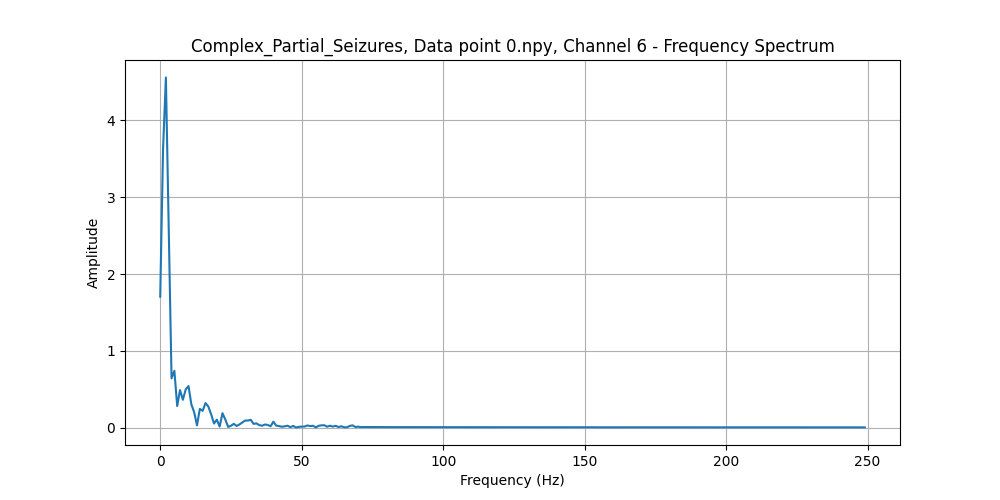 Complex_Partial_Seizures, Data point 0.npy, Channel 6 - Frequency Spectrum
4
3
2
1
0
Amplitude
0 50 100 150 200 250
Frequency (Hz)